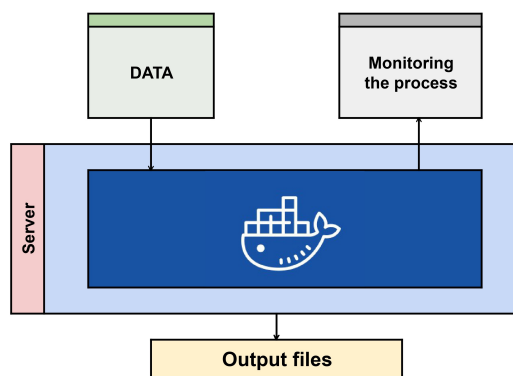 DATA
Monitoring
the process
Server
Output files